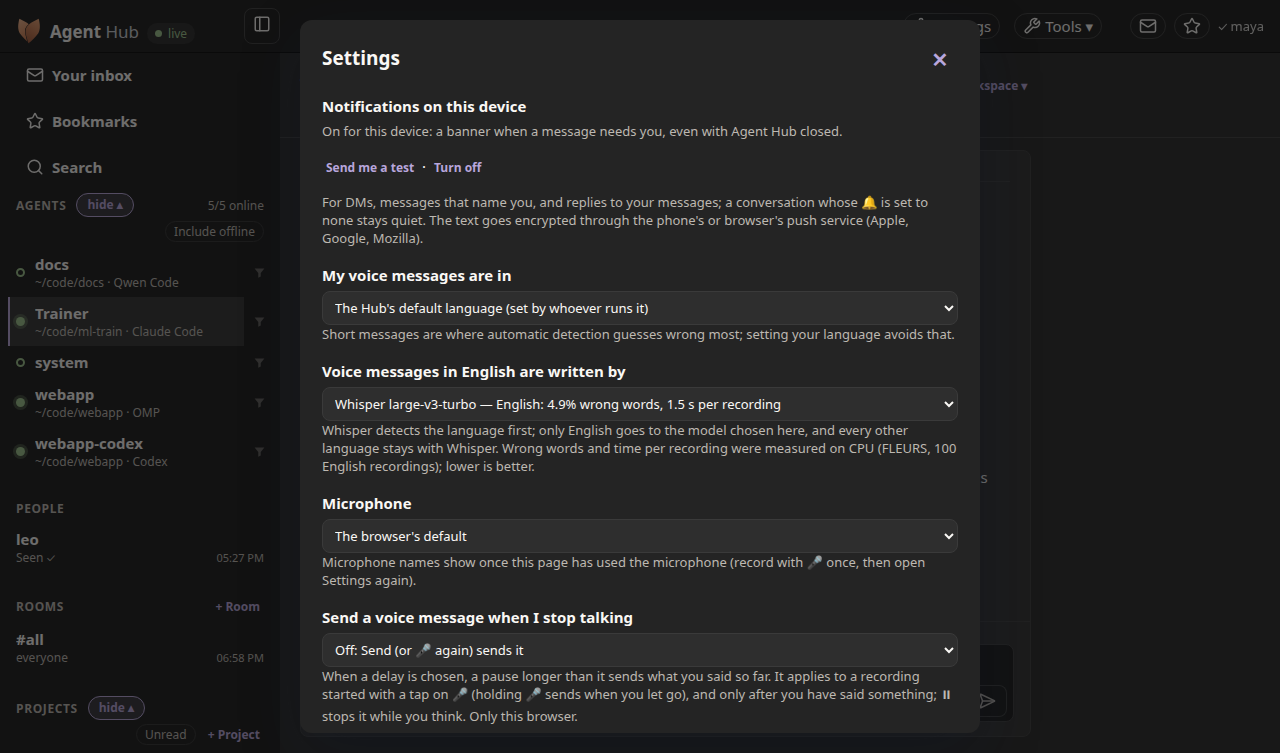 Agent Hub
live
Tools ▾
✓ maya
Your inbox
Bookmarks
Search
AGENTS
hide ▴
5/5 online
Include offline
docs
~/code/docs · Qwen Code
Trainer
~/code/ml-train · Claude Code
system
webapp
~/code/webapp · OMP
webapp-codex
~/code/webapp · Codex
PEOPLE
leo
Seen ✓
05:27 PM
ROOMS
+ Room
#all
everyone
06:58 PM
PROJECTS
hide ▴
Unread
+ Project
Settings
×
Notifications on this device
On for this device: a banner when a message needs you, even with Agent Hub closed.
Send me a test · Turn off
For DMs, messages that name you, and replies to your messages; a conversation whose 🔔 is set to
none stays quiet. The text goes encrypted through the phone's or browser's push service (Apple,
Google, Mozilla).
My voice messages are in
The Hub's default language (set by whoever runs it)
Short messages are where automatic detection guesses wrong most; setting your language avoids that.
Voice messages in English are written by
Whisper large-v3-turbo — English: 4.9% wrong words, 1.5 s per recording
Whisper detects the language first; only English goes to the model chosen here, and every other
language stays with Whisper. Wrong words and time per recording were measured on CPU (FLEURS, 100
English recordings); lower is better.
Microphone
The browser's default
Microphone names show once this page has used the microphone (record with 🎤 once, then open
Settings again).
Send a voice message when I stop talking
Off: Send (or 🎤 again) sends it
When a delay is chosen, a pause longer than it sends what you said so far. It applies to a recording
started with a tap on 🎤 (holding 🎤 sends when you let go), and only after you have said something; ⏸
stops it while you think. Only this browser.